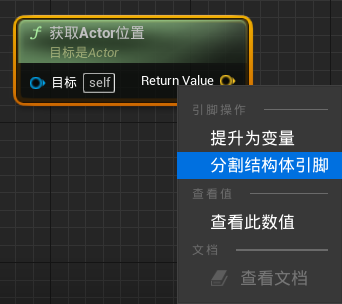 获取Actor位置
目标是Actor
目标 self Return Value
引脚操作
提升为变量
分割结构体引脚
查看值
查看此数值
文档
查看文档